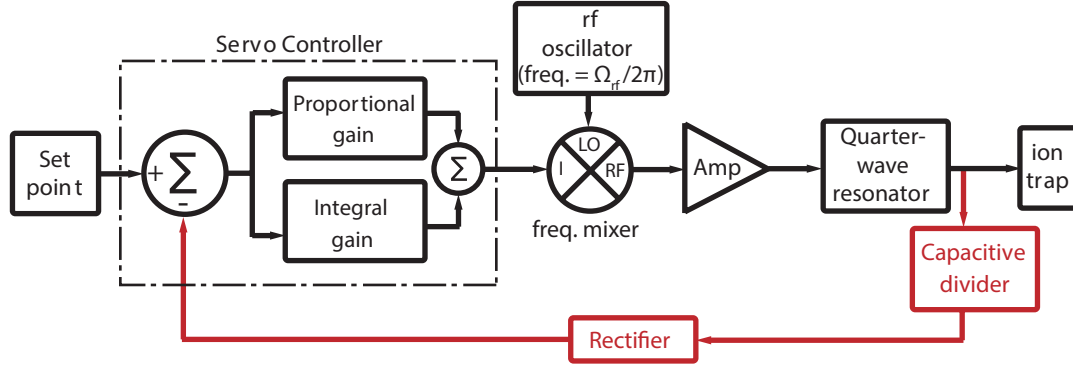 Servo Controller
rf
oscillator
(freq. = Ωrf/2π)
Set
point
+
Σ
-
Proportional
gain
Integral
gain
Σ
I
LO
RF
freq. mixer
Amp
Quarter-
wave
resonator
ion
trap
Capacitive
divider
Rectifier